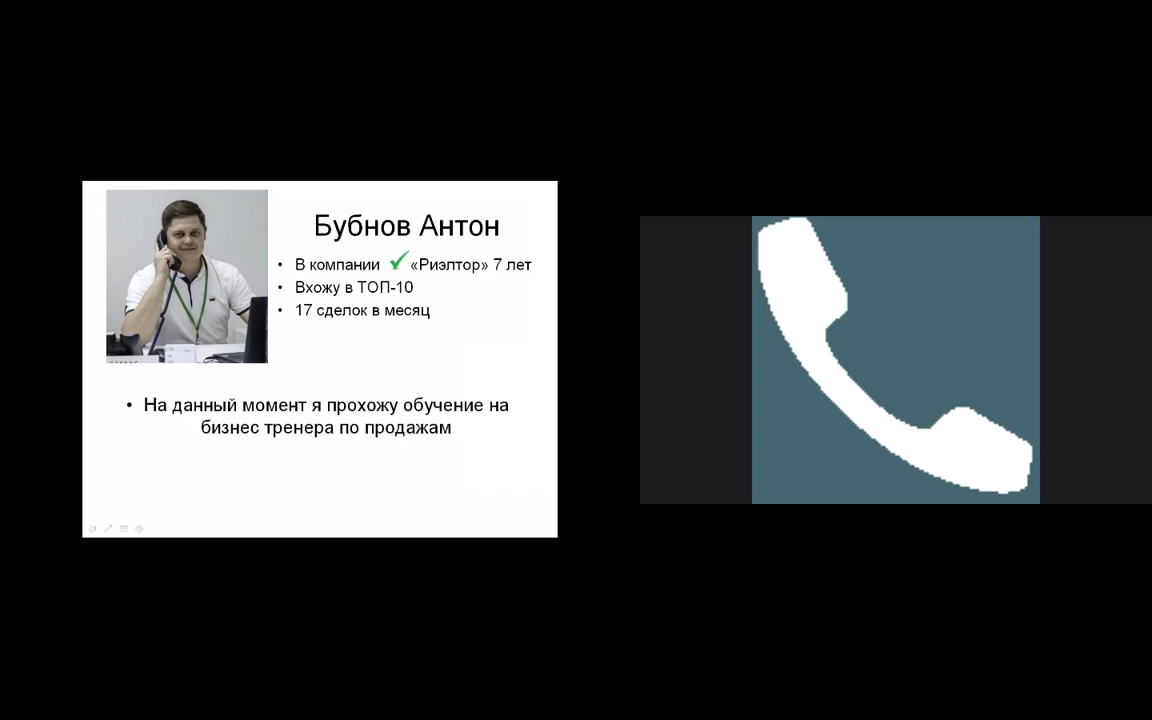 Бубнов Антон
• В компании «Риэлтор» 7 лет
• Вхожу в ТОП-10
• 17 сделок в месяц
• На данный момент я прохожу обучение на
бизнес тренера по продажам